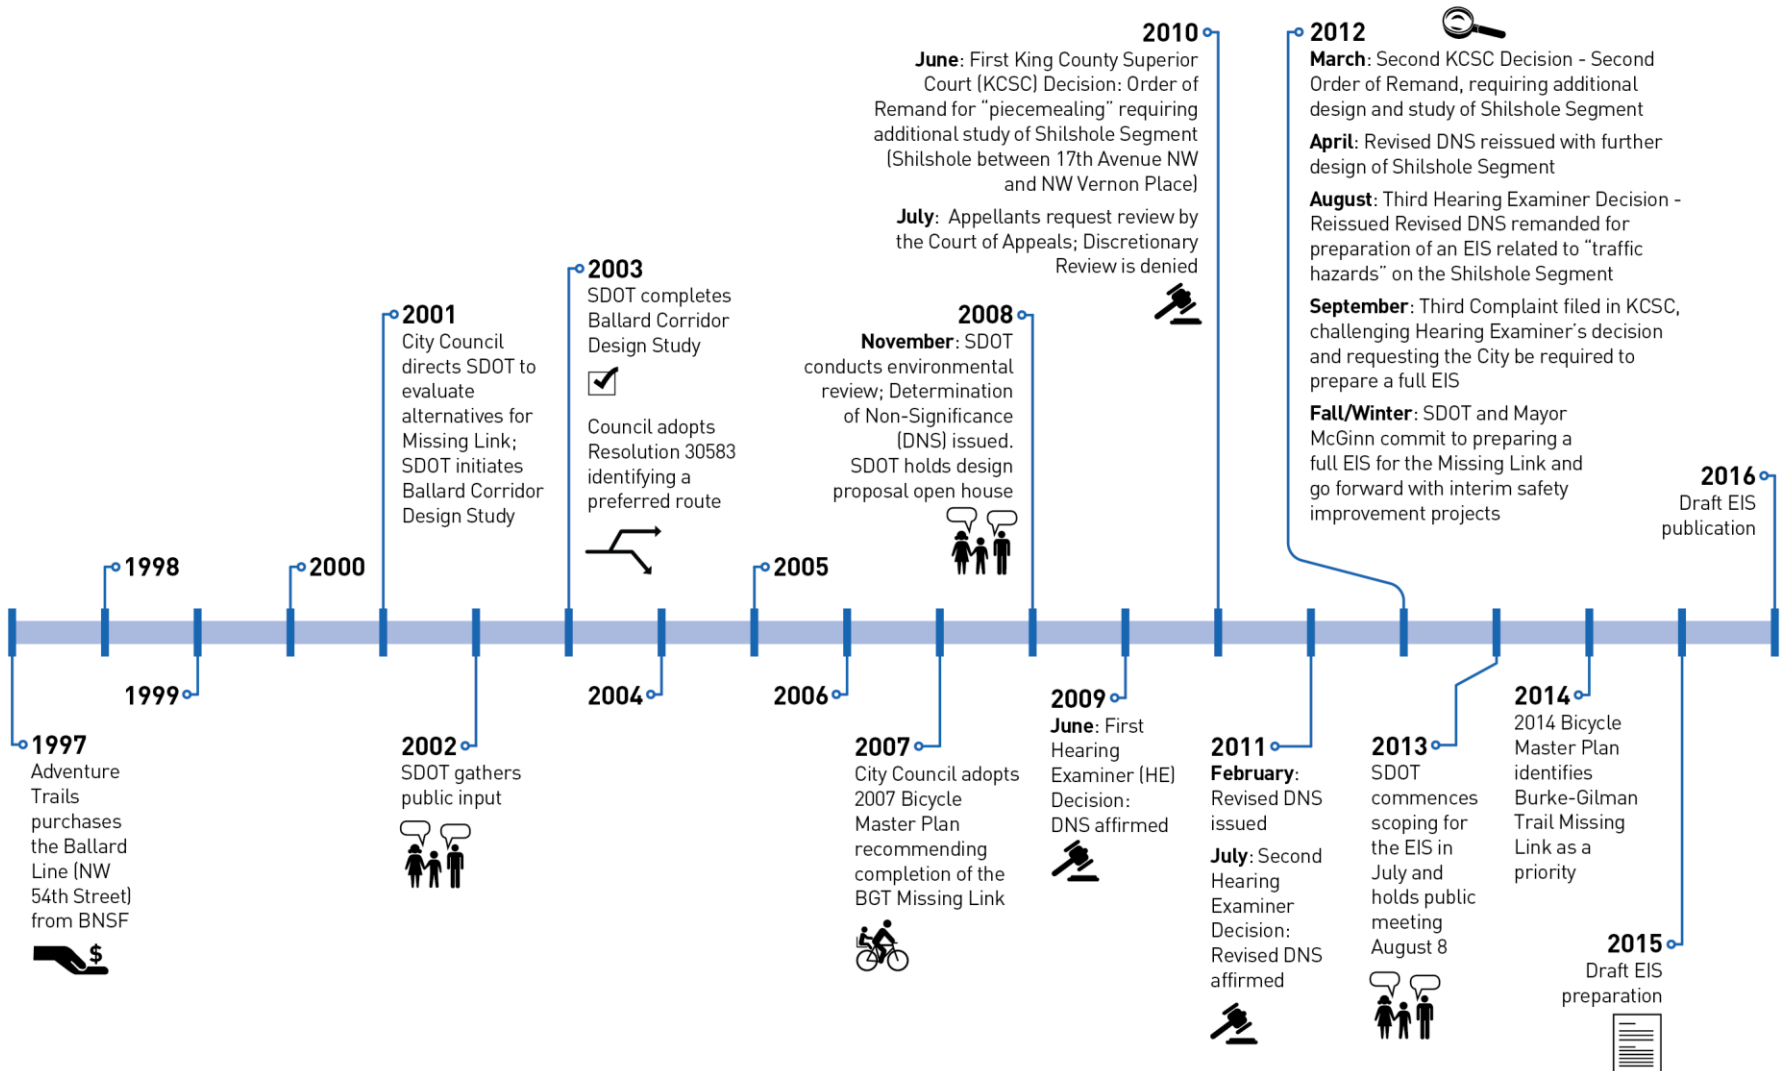 1997
Adventure
Trails
purchases
the Ballard
Line (NW
54th Street)
from BNSF
$
1998
1999
2000
2001
City Council
directs SDOT to
evaluate
alternatives for
Missing Link;
SDOT initiates
Ballard Corridor
Design Study
2002
SDOT gathers
public input
2003
SDOT completes
Ballard Corridor
Design Study
Council adopts
Resolution 30583
identifying a
preferred route
2004
2005
2006
2007
City Council adopts
2007 Bicycle
Master Plan
recommending
completion of the
BGT Missing Link
2008
November: SDOT
conducts environmental
review; Determination
of Non-Significance
(DNS) issued.
SDOT holds design
proposal open house
2009
June: First
Hearing
Examiner (HE)
Decision:
DNS affirmed
2010
June: First King County Superior
Court (KCSC) Decision: Order of
Remand for “piecemealing” requiring
additional study of Shilshole Segment
(Shilshole between 17th Avenue NW
and NW Vernon Place)
July: Appellants request review by
the Court of Appeals; Discretionary
Review is denied
2011
February:
Revised DNS
issued
July: Second
Hearing
Examiner
Decision:
Revised DNS
affirmed
2012
March: Second KCSC Decision - Second
Order of Remand, requiring additional
design and study of Shilshole Segment
April: Revised DNS reissued with further
design of Shilshole Segment
August: Third Hearing Examiner Decision -
Reissued Revised DNS remanded for
preparation of an EIS related to “traffic
hazards” on the Shilshole Segment
September: Third Complaint filed in KCSC,
challenging Hearing Examiner’s decision
and requesting the City be required to
prepare a full EIS
Fall/Winter: SDOT and Mayor
McGinn commit to preparing a
full EIS for the Missing Link and
go forward with interim safety
improvement projects
2013
SDOT
commences
scoping for
the EIS in
July and
holds public
meeting
August 8
2014
2014 Bicycle
Master Plan
identifies
Burke-Gilman
Trail Missing
Link as a
priority
2015
Draft EIS
preparation
2016
Draft EIS
publication